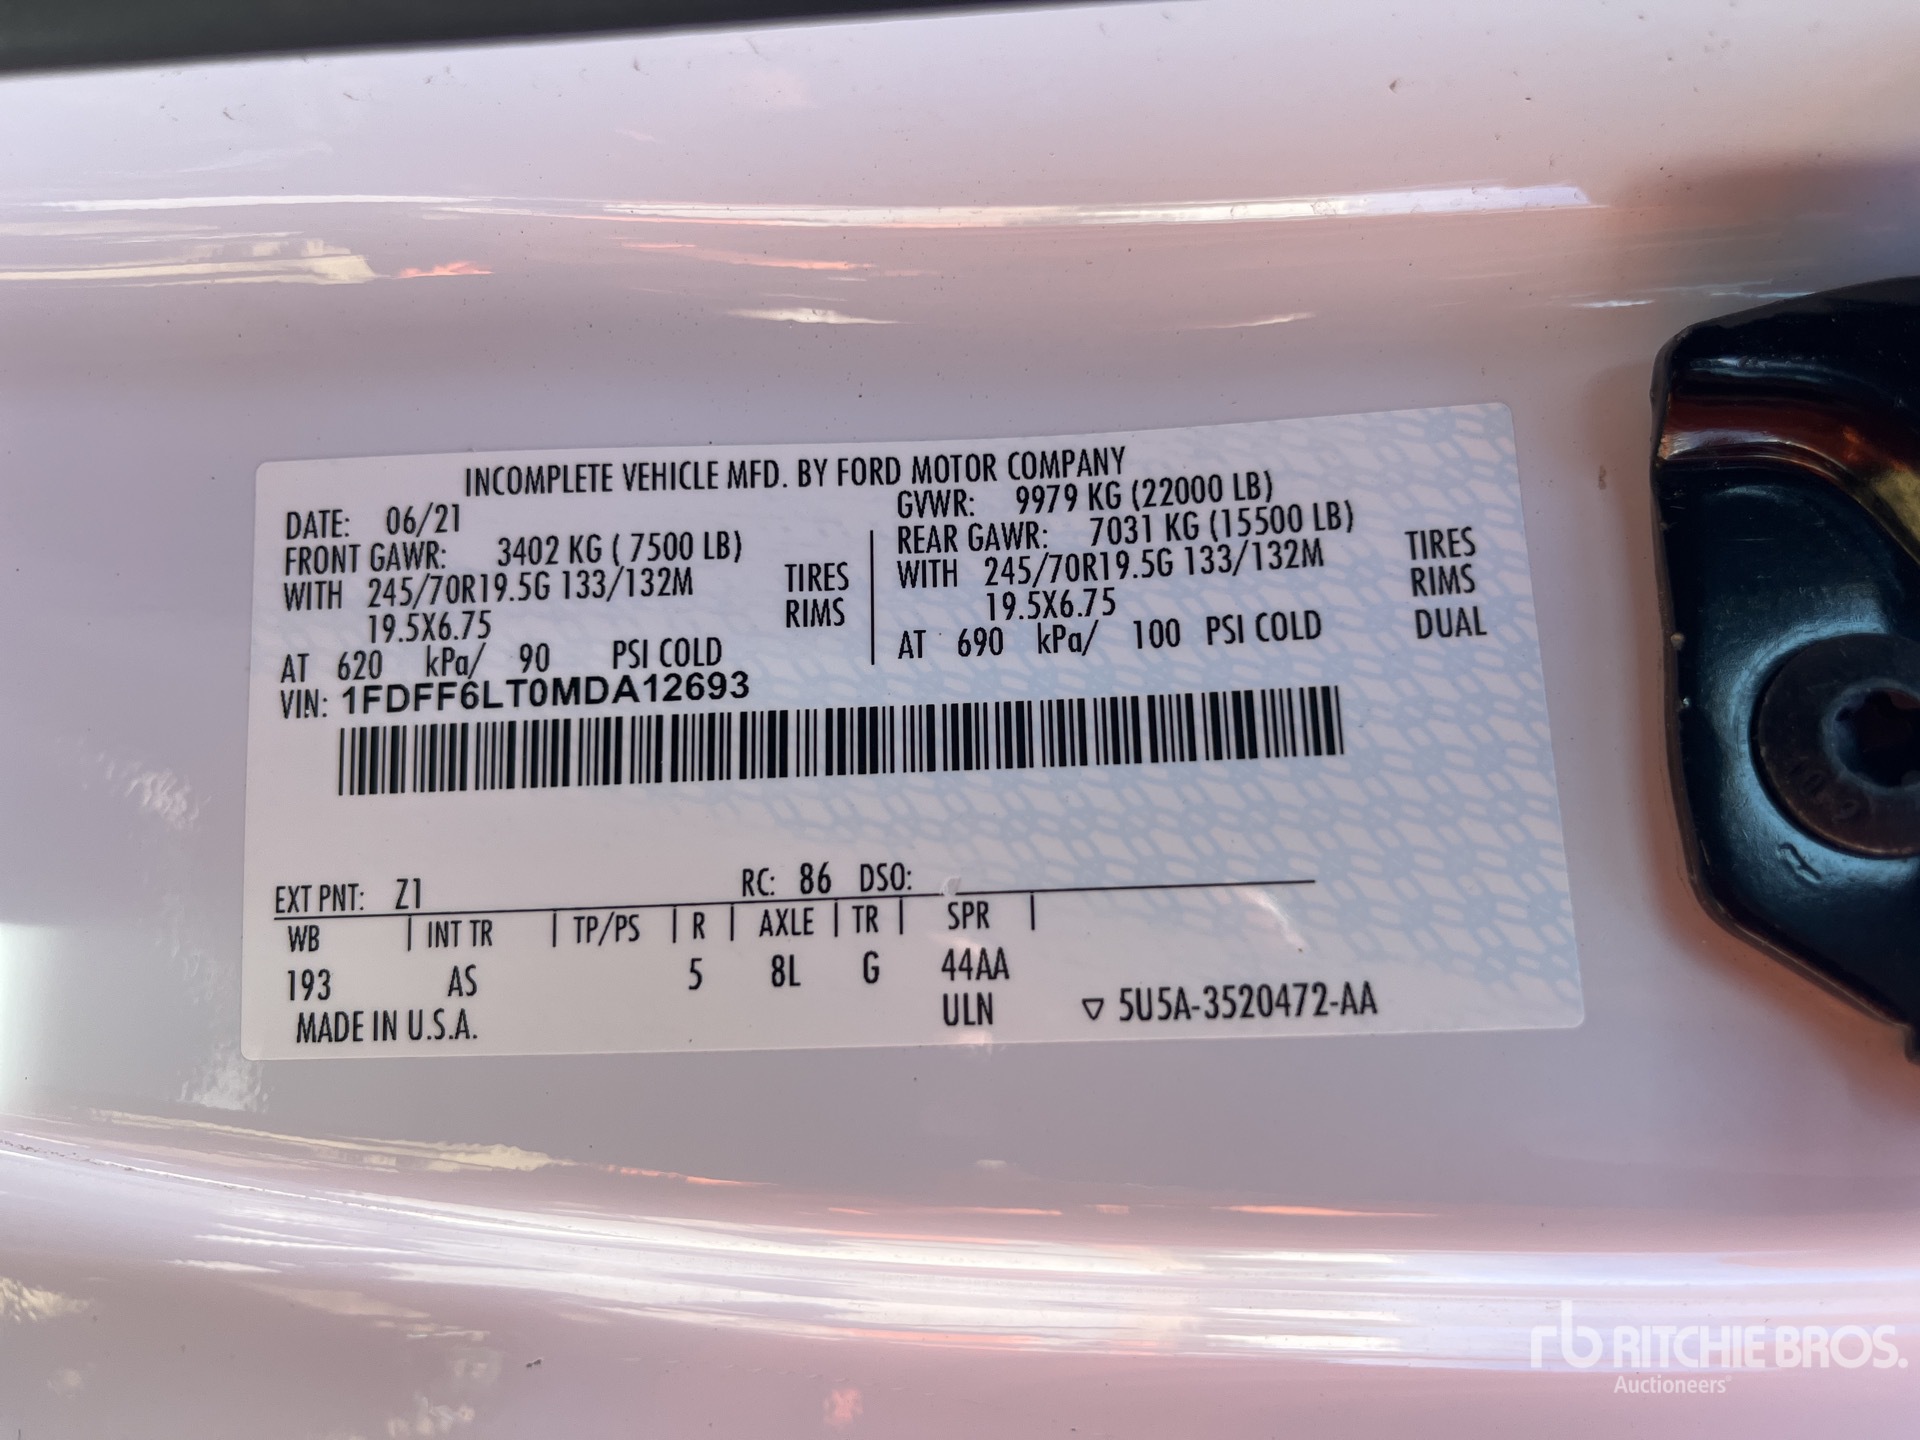 INCOMPLETE VEHICLE MFD. BY FORD MOTOR COMPANY
DATE: 06/21
GVWR: 9979 KG (22000 LB)
FRONT GAWR: 3402 KG ( 7500 LB)
REAR GAWR: 7031 KG (15500 LB)
WITH 245/70R19.5G 133/132M TIRES
WITH 245/70R19.5G 133/132M TIRES
19.5X6.75 RIMS
19.5X6.75 RIMS
AT 620 kPa/ 90 PSI COLD
AT 690 kPa/ 100 PSI COLD DUAL
VIN: 1FDFF6LT0MDA12693
EXT PNT: Z1 RC: 86 DSO:
WB | INT TR | TP/PS | R | AXLE | TR | SPR |
193 AS 5 8L G 44AA
MADE IN U.S.A. ULN ▽ 5U5A-3520472-AA
rb RITCHIE BROS.
Auctioneers